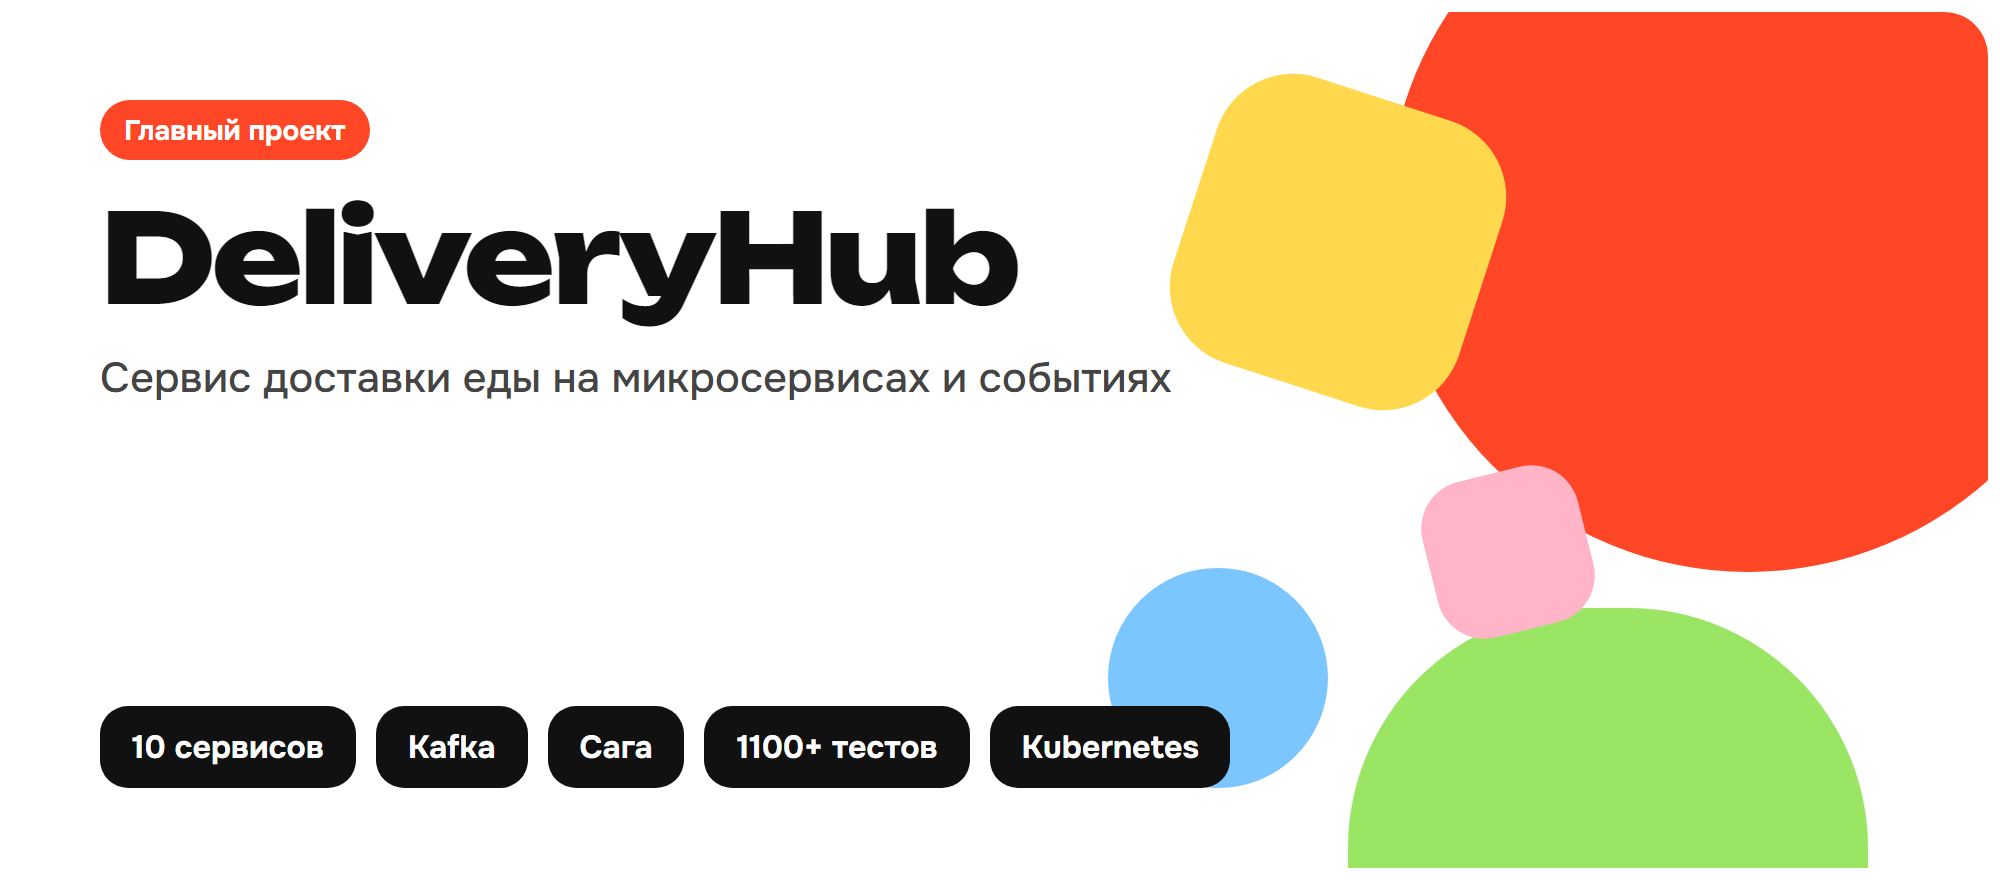 Главный проект
DeliveryHub
Сервис доставки еды на микросервисах и событиях
10 сервисов Kafka Сага 1100+ тестов Kubernetes